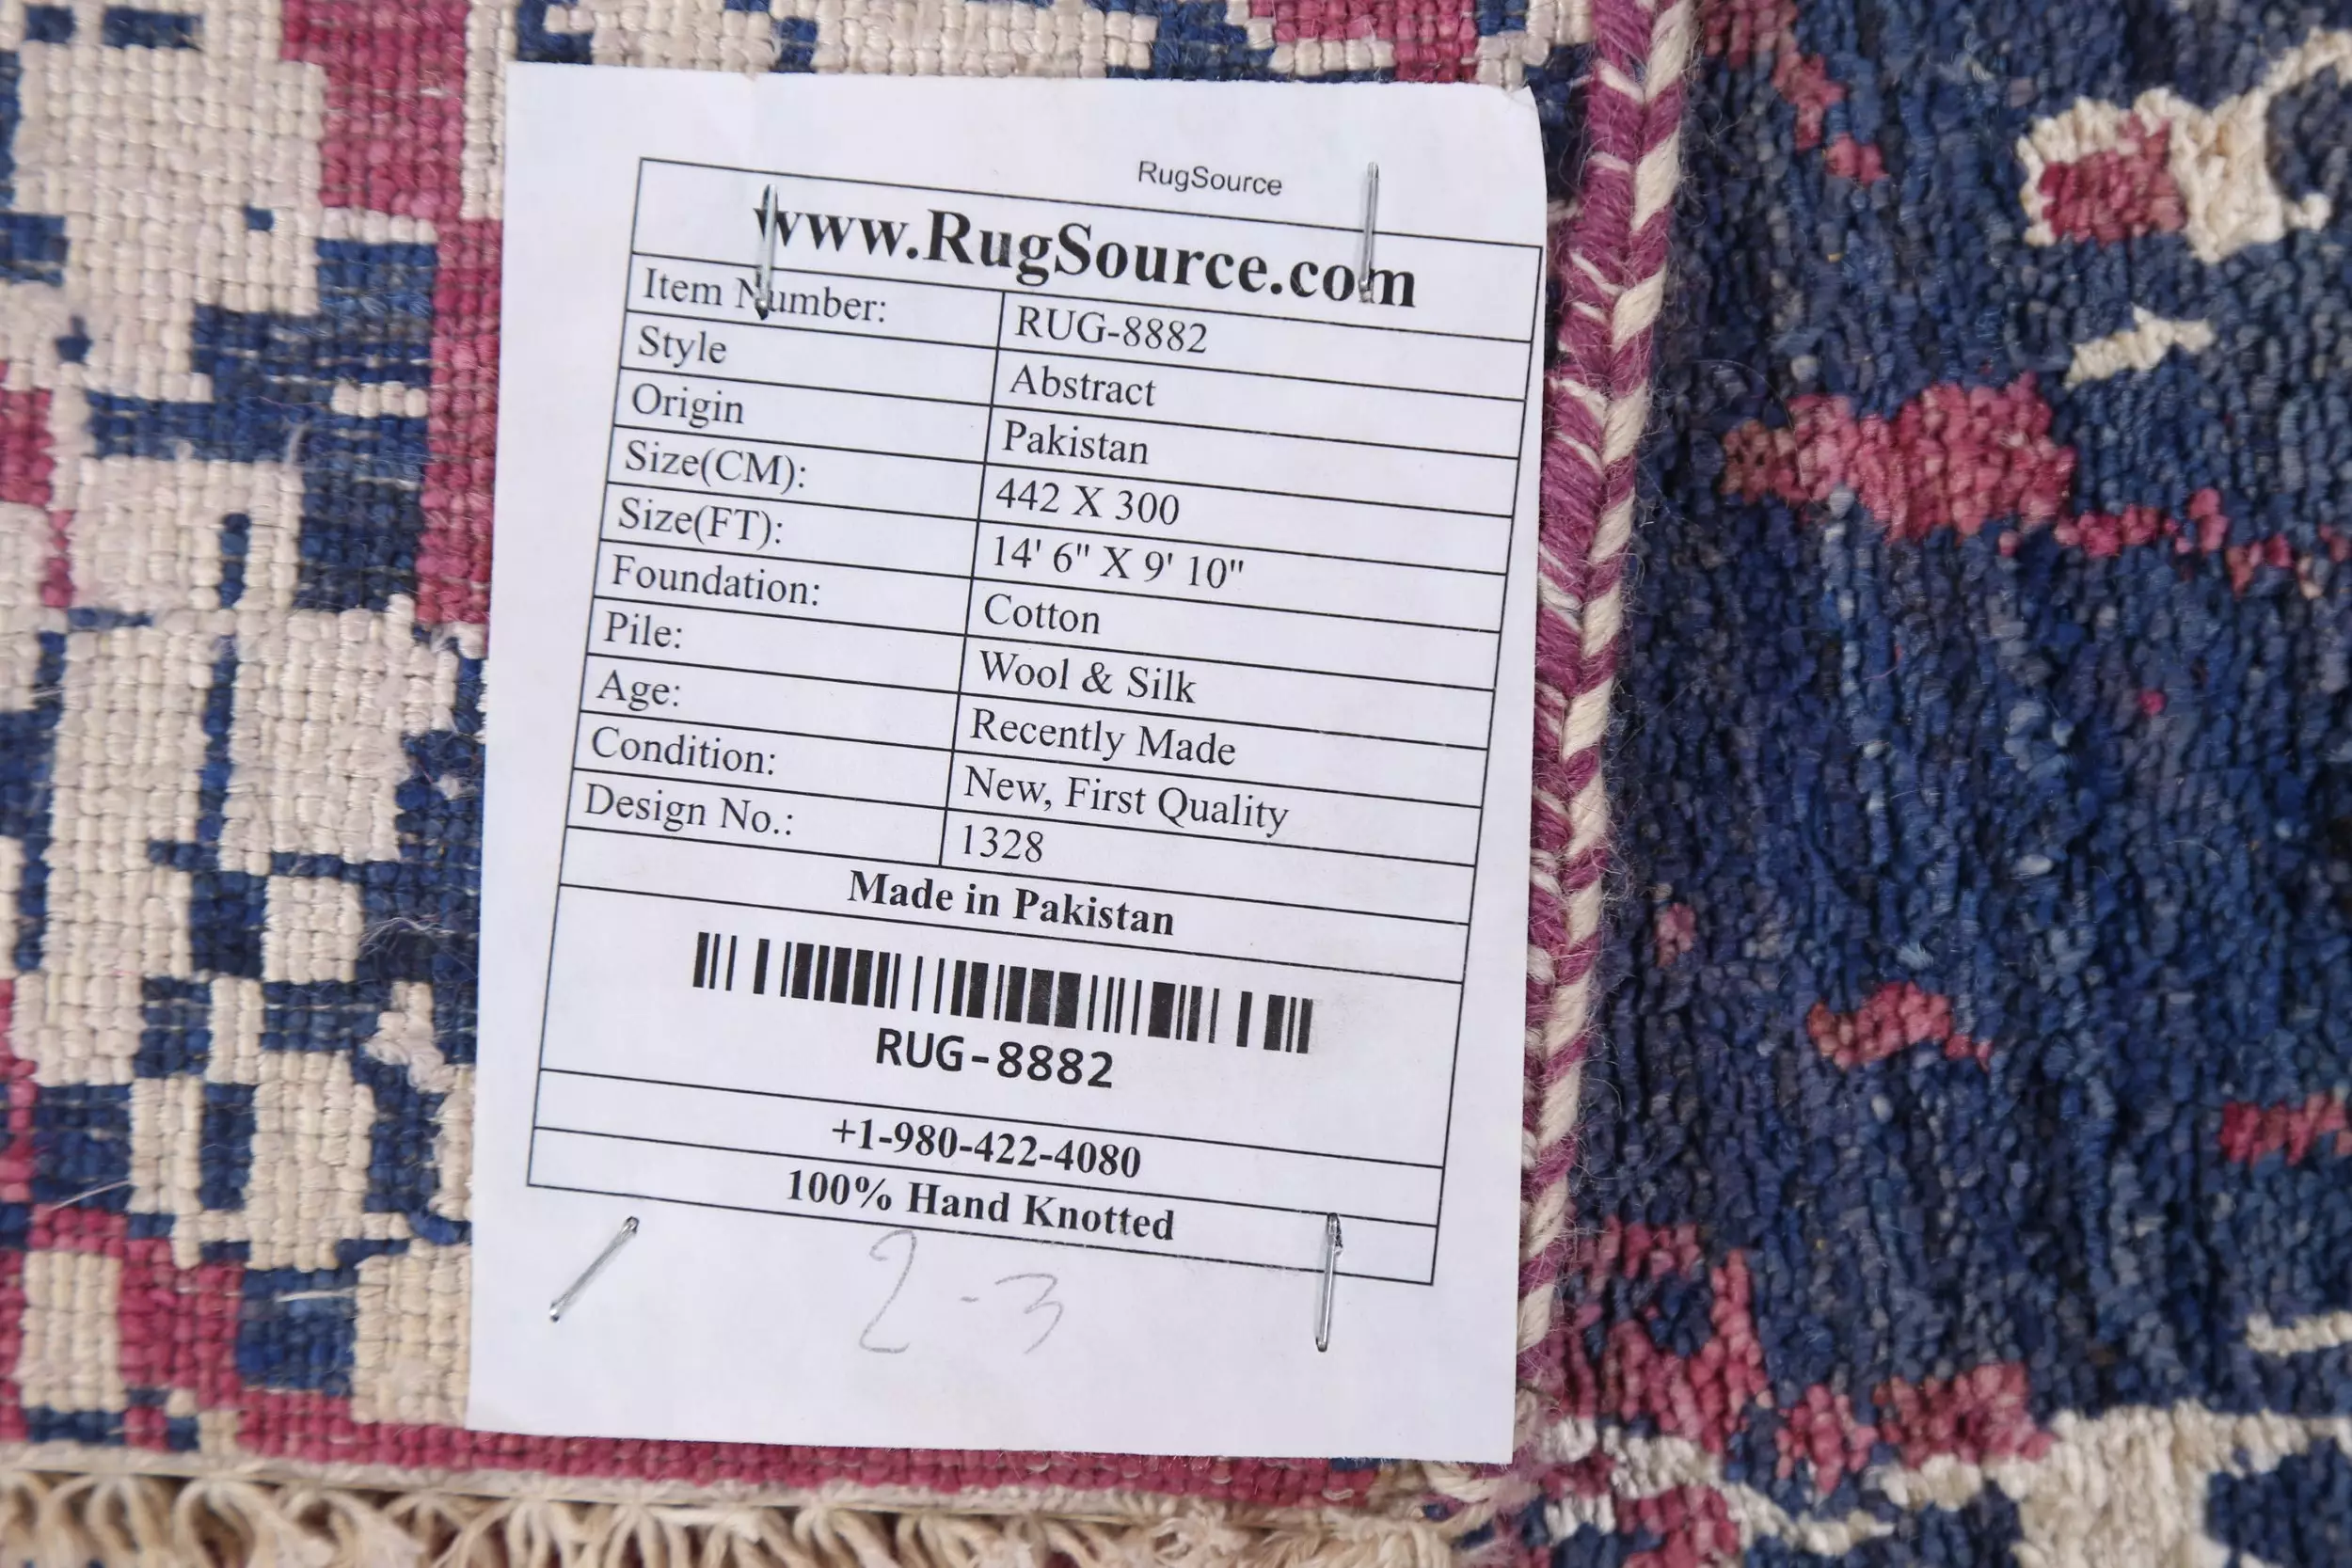 RugSource
www.RugSource.com
Item Number: RUG-8882
Style Abstract
Origin Pakistan
Size(CM): 442 X 300
Size(FT): 14' 6" X 9' 10"
Foundation: Cotton
Pile: Wool & Silk
Age: Recently Made
Condition: New, First Quality
Design No.: 1328
Made in Pakistan
RUG-8882
+1-980-422-4080
100% Hand Knotted
2-3